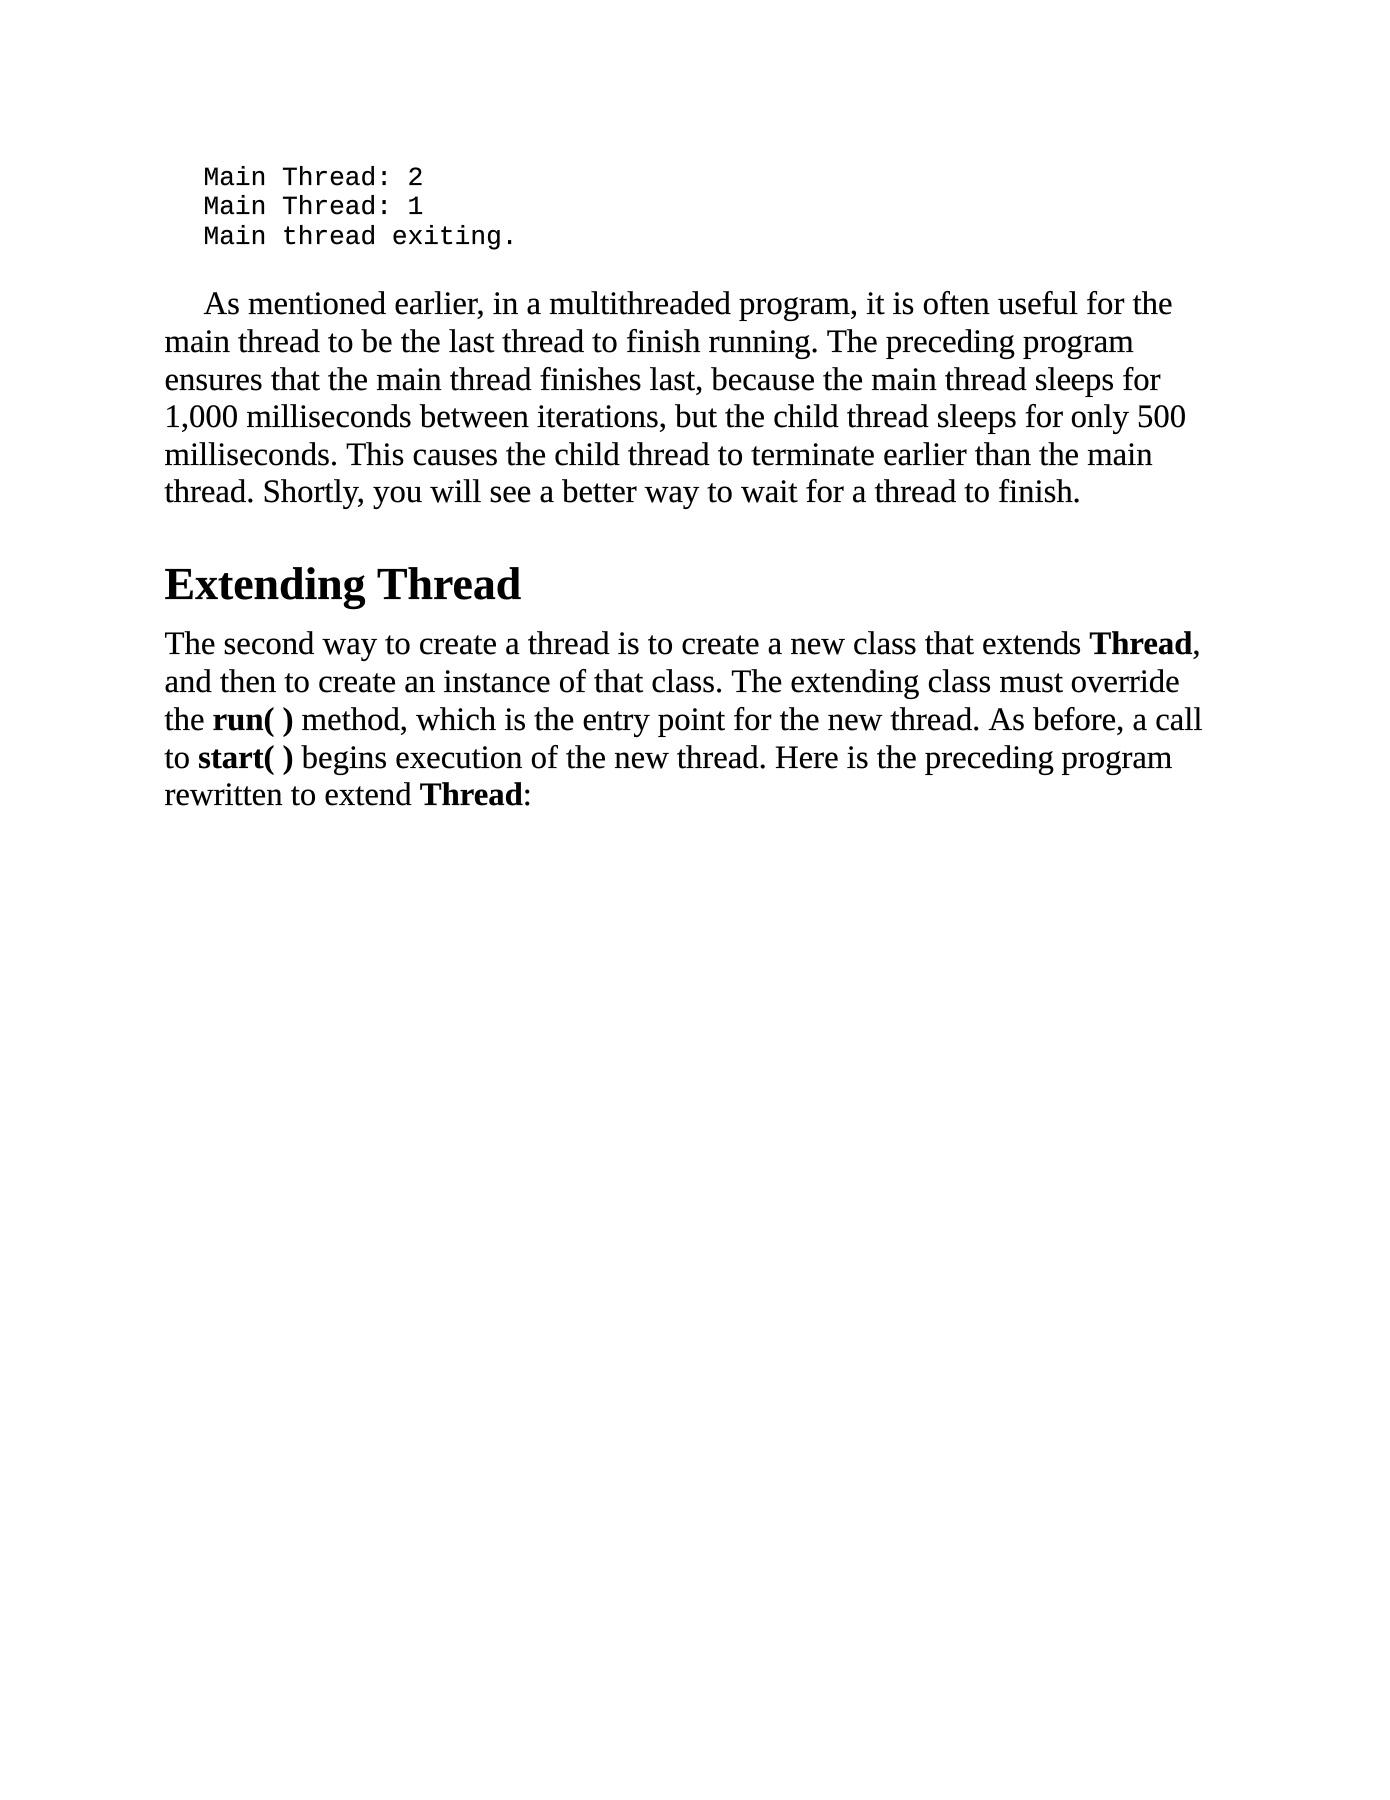 Main Thread: 2
Main Thread: 1
Main thread exiting.
As mentioned earlier, in a multithreaded program, it is often useful for the
main thread to be the last thread to finish running. The preceding program
ensures that the main thread finishes last, because the main thread sleeps for
1,000 milliseconds between iterations, but the child thread sleeps for only 500
milliseconds. This causes the child thread to terminate earlier than the main
thread. Shortly, you will see a better way to wait for a thread to finish.
Extending Thread
The second way to create a thread is to create a new class that extends Thread,
and then to create an instance of that class. The extending class must override
the run( ) method, which is the entry point for the new thread. As before, a call
to start( ) begins execution of the new thread. Here is the preceding program
rewritten to extend Thread: